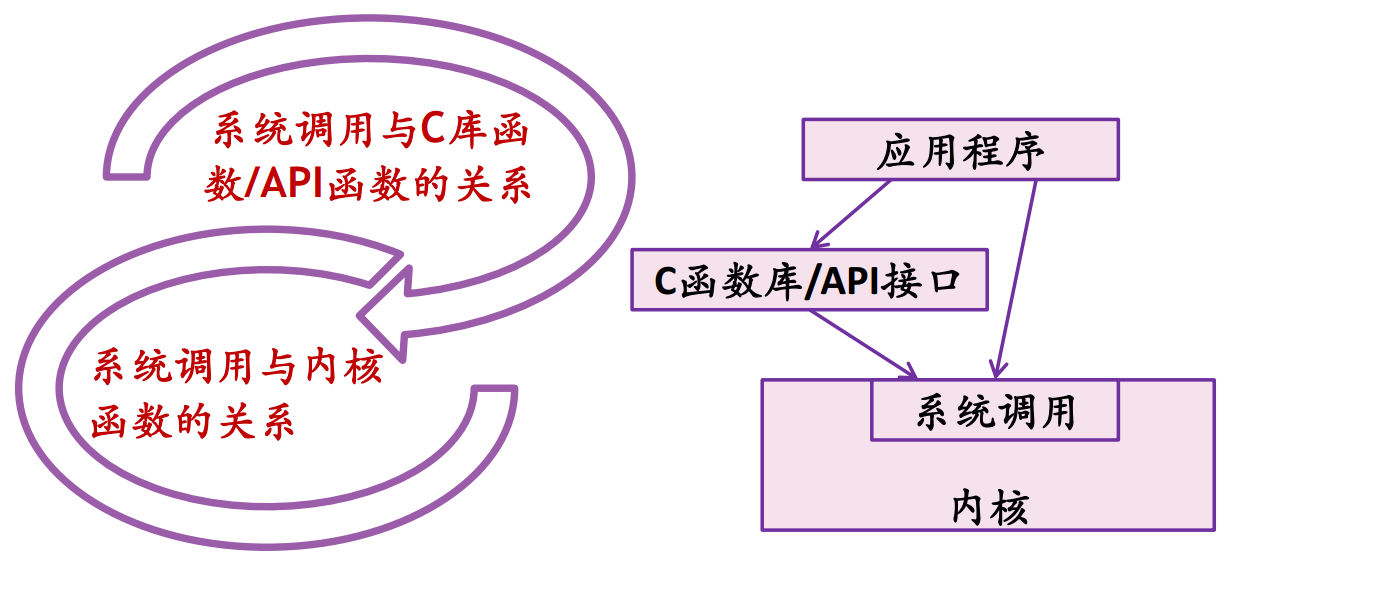 系统调用与C库函
数/API函数的关系
系统调用与内核
函数的关系
应用程序
C函数库/API接口
系统调用
内核